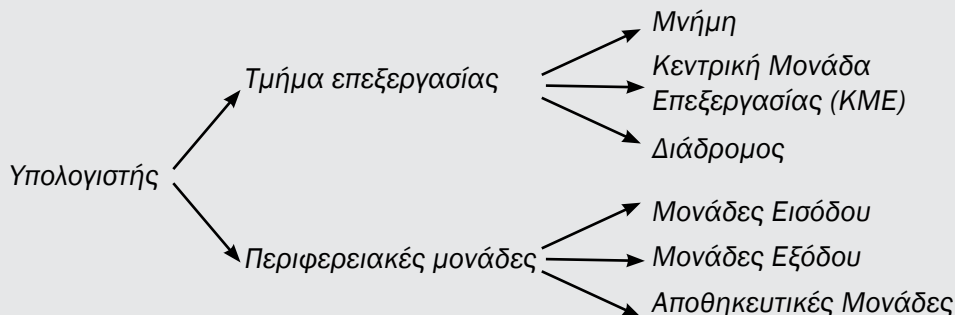 Υπολογιστής
Τμήμα επεξεργασίας
Μνήμη
Κεντρική Μονάδα
Επεξεργασίας (ΚΜΕ)
Διάδρομος
Περιφερειακές μονάδες
Μονάδες Εισόδου
Μονάδες Εξόδου
Αποθηκευτικές Μονάδες